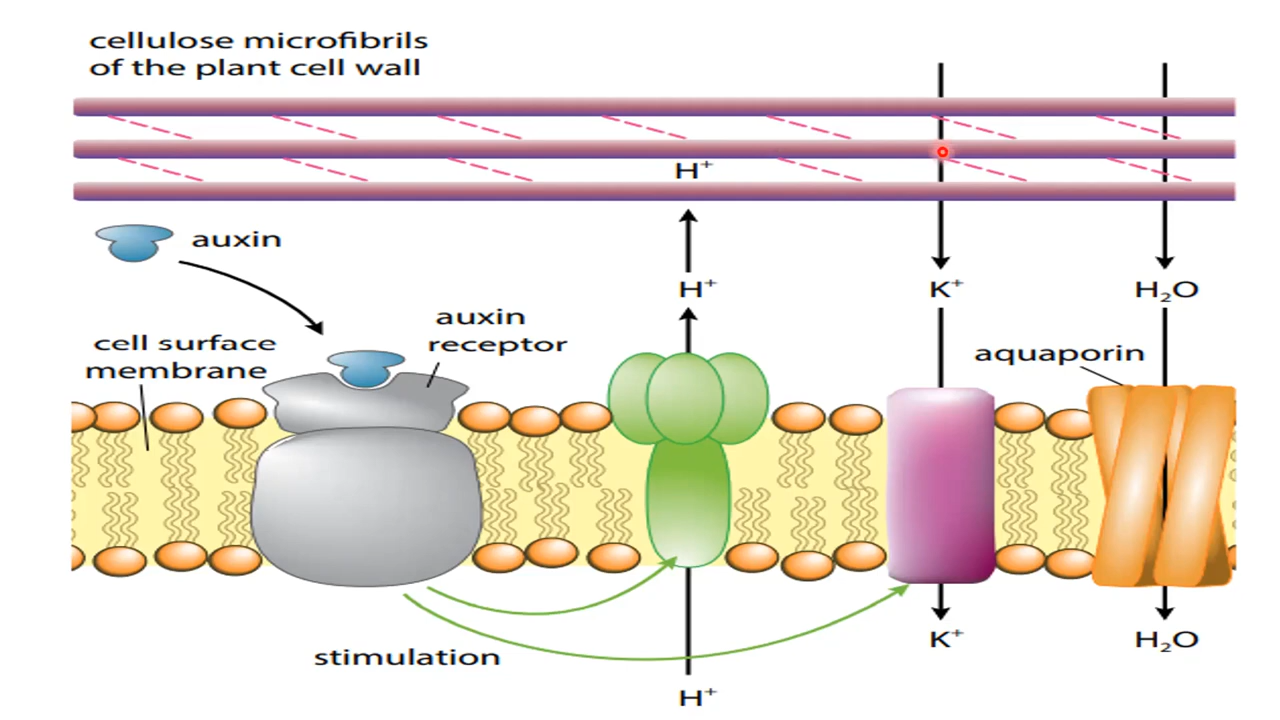 cellulose microfibrils
of the plant cell wall
H⁺
auxin
H⁺
K⁺
H₂O
auxin
receptor
cell surface
membrane
aquaporin
stimulation
K⁺
H₂O
H⁺